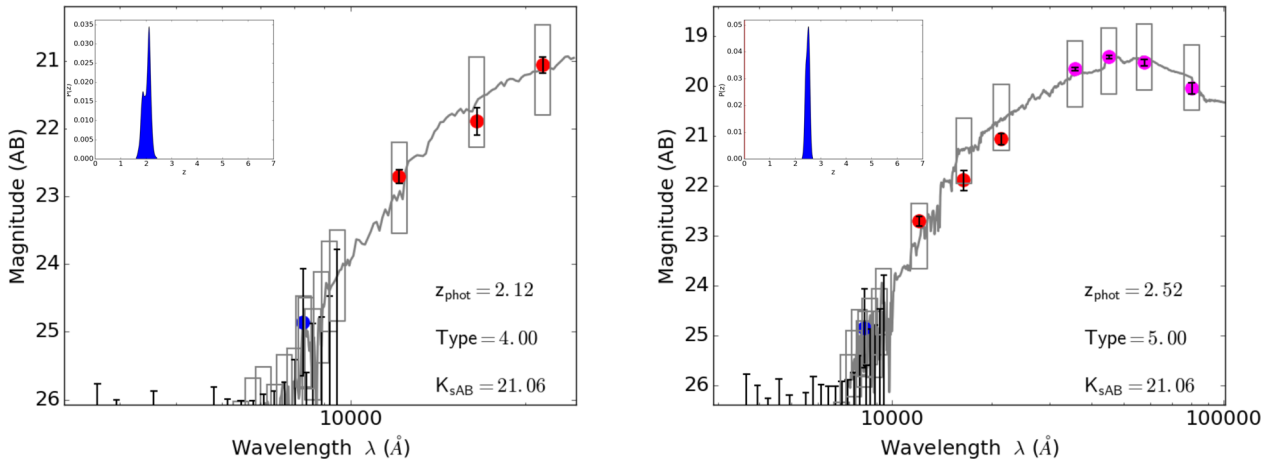 0.035
0.030
0.025
0.020
0.015
0.010
0.005
0.000
P(z)
1 2 3 4 5 6 7
z
21
22
23
24
25
26
Magnitude (AB)
z_phot = 2.12
Type = 4.00
K_sAB = 21.06
10000
Wavelength λ (Å)
0.05
0.04
0.03
0.02
0.01
0.00
P(z)
0 1 2 3 4 5 6 7
z
19
20
21
22
23
24
25
26
Magnitude (AB)
z_phot = 2.52
Type = 5.00
K_sAB = 21.06
10000 100000
Wavelength λ (Å)